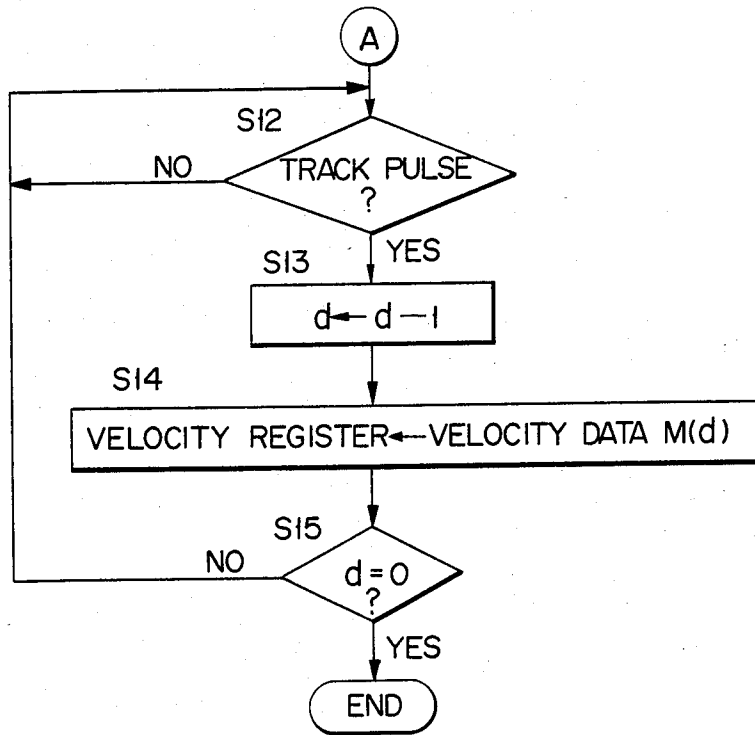 A
S12
TRACK PULSE
?
NO
YES
S13
d←d—1
S14
VELOCITY REGISTER←VELOCITY DATA M(d)
S15
d=0
?
NO
YES
END